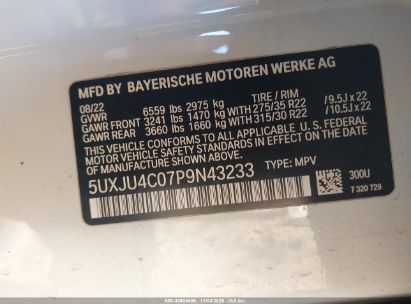 MFD BY BAYERISCHE MOTOREN WERKE AG
08/22 TIRE / RIM
GVWR 6559 lbs 2975 kg
GAWR FRONT 3241 lbs 1470 kg WITH 275/35 R22 / 9.5J x 22
GAWR REAR 3660 lbs 1660 kg WITH 315/30 R22 / 10.5J x 22
THIS VEHICLE CONFORMS TO ALL APPLICABLE U.S. FEDERAL
MOTOR VEHICLE SAFETY STANDARDS IN EFFECT ON THE
DATE OF MANUFACTURE SHOWN ABOVE.
5UXJU4C07P9N43233 TYPE: MPV
300U
7 320 729